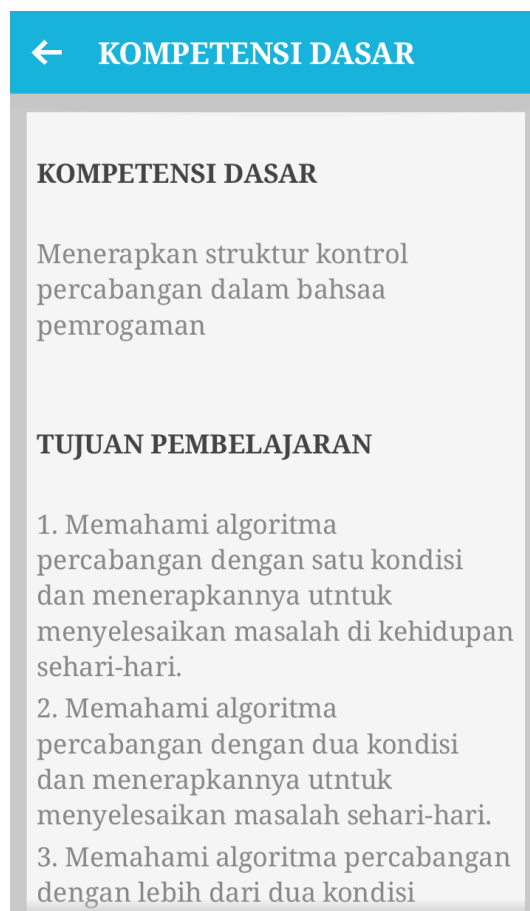 KOMPETENSI DASAR
KOMPETENSI DASAR
Menerapkan struktur kontrol
percabangan dalam bahsaa
pemrogaman
TUJUAN PEMBELAJARAN
1. Memahami algoritma
percabangan dengan satu kondisi
dan menerapkannya utntuk
menyelesaikan masalah di kehidupan
sehari-hari.
2. Memahami algoritma
percabangan dengan dua kondisi
dan menerapkannya utntuk
menyelesaikan masalah sehari-hari.
3. Memahami algoritma percabangan
dengan lebih dari dua kondisi